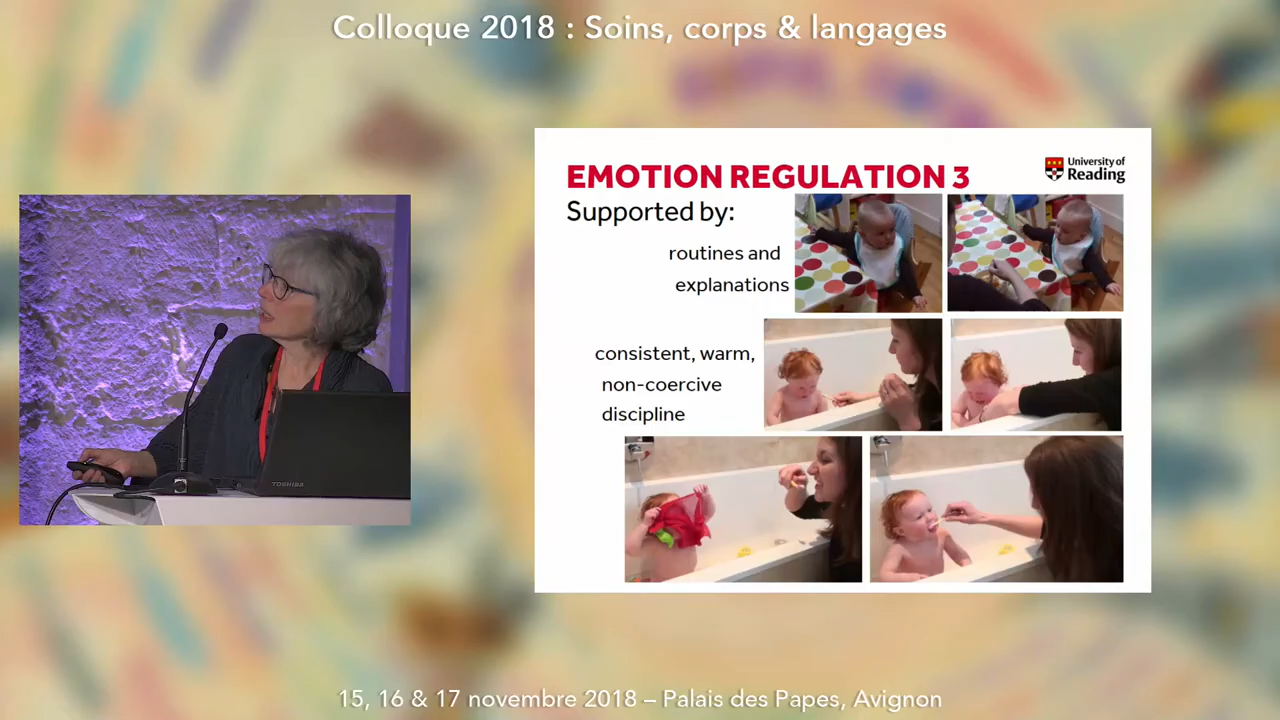 Colloque 2018 : Soins, corps & langages
EMOTION REGULATION 3
University of
Reading
Supported by:
routines and
explanations
consistent, warm,
non-coercive
discipline
TOSHIBA
15, 16 & 17 novembre 2018 – Palais des Papes, Avignon